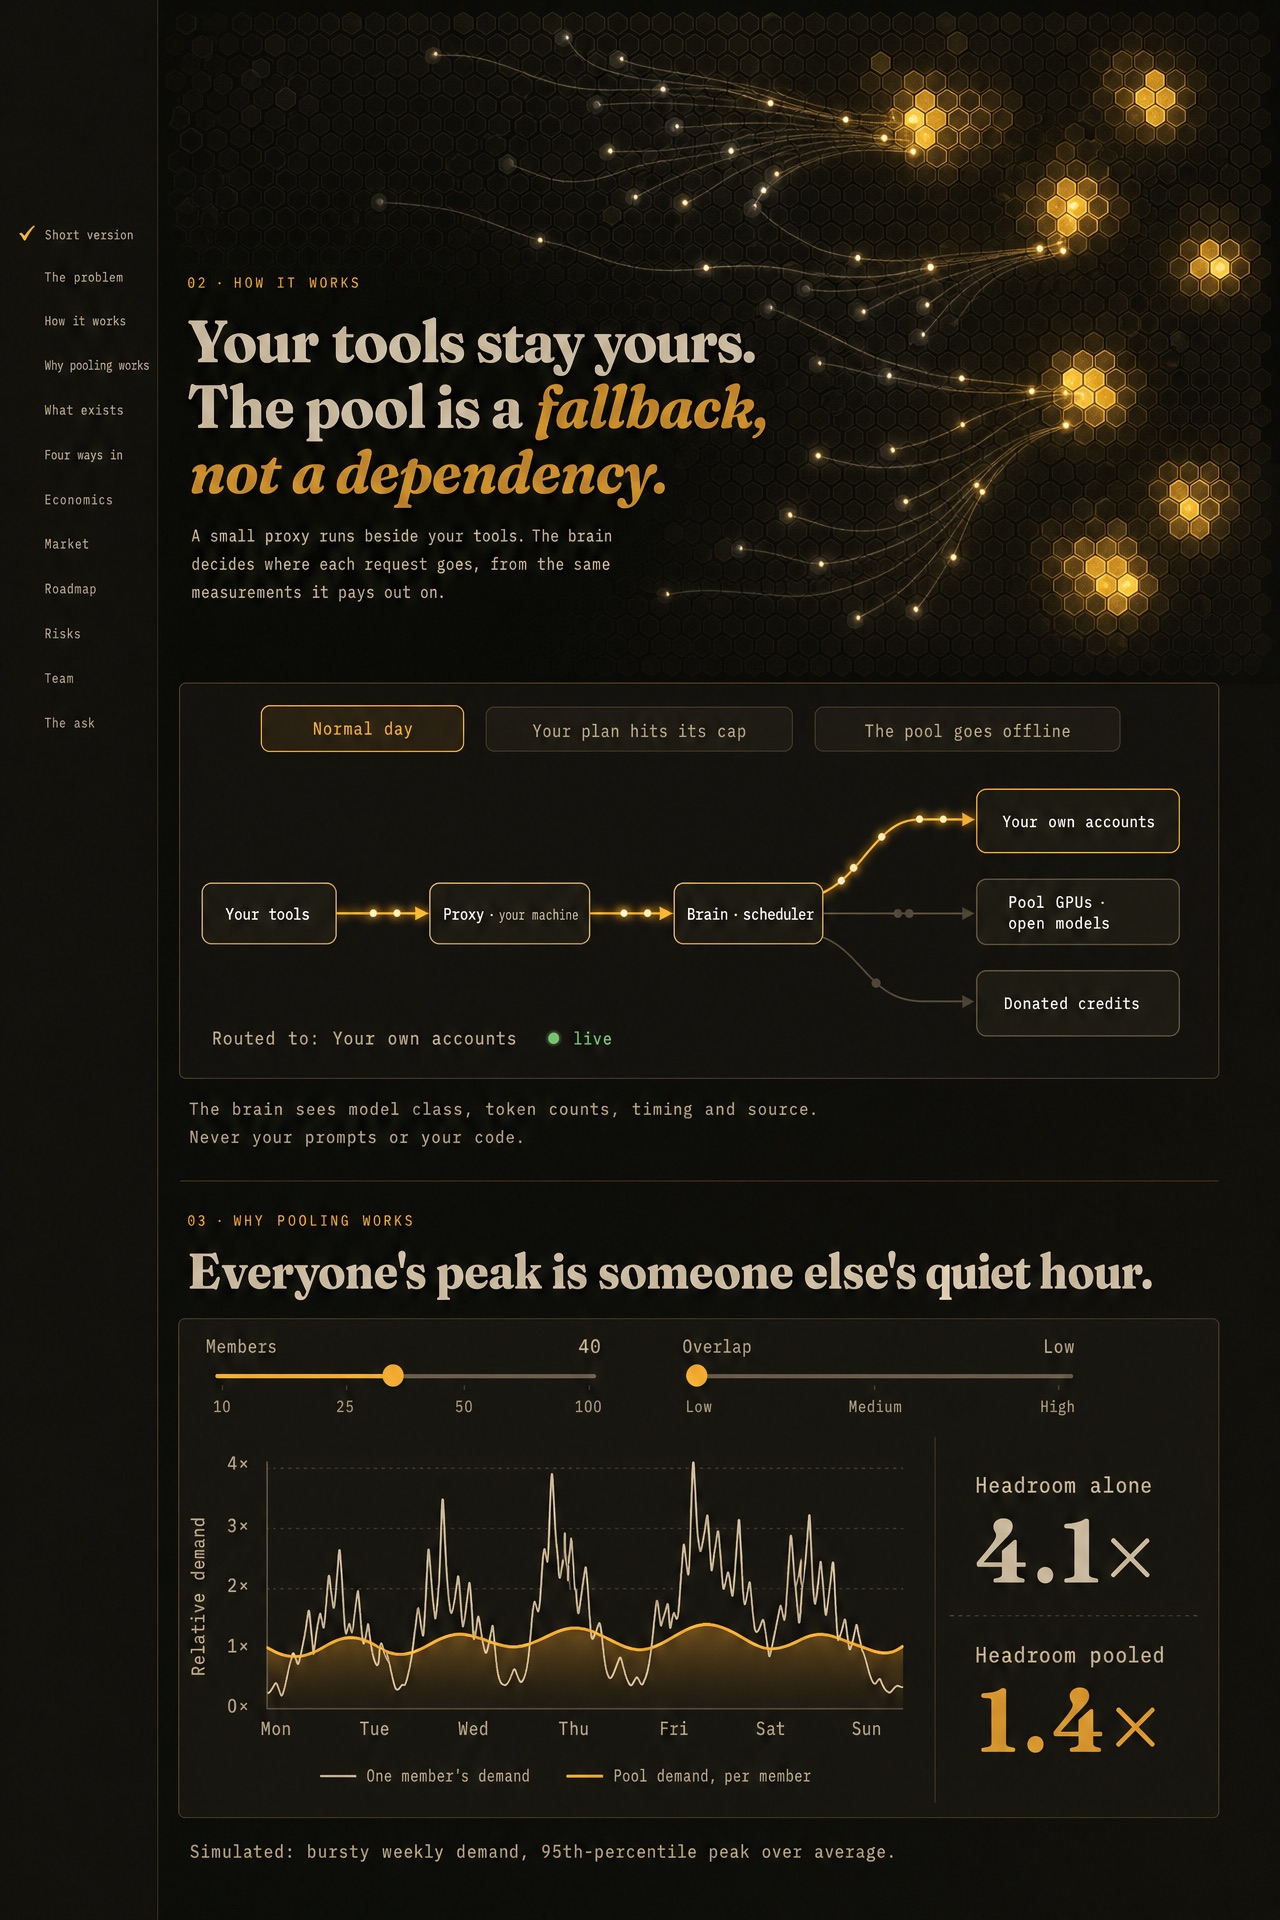 Short version
The problem
How it works
Why pooling works
What exists
Four ways in
Economics
Market
Roadmap
Risks
Team
The ask
02 · HOW IT WORKS
Your tools stay yours.
The pool is a fallback,
not a dependency.
A small proxy runs beside your tools. The brain
decides where each request goes, from the same
measurements it pays out on.
Normal day
Your plan hits its cap
The pool goes offline
Your tools
Proxy · your machine
Brain · scheduler
Your own accounts
Pool GPUs ·
open models
Donated credits
Routed to: Your own accounts
live
The brain sees model class, token counts, timing and source.
Never your prompts or your code.
03 · WHY POOLING WORKS
Everyone's peak is someone else's quiet hour.
Members 40
10 25 50 100
Overlap Low
Low Medium High
Relative demand
4×
3×
2×
1×
0×
Mon Tue Wed Thu Fri Sat Sun
One member's demand
Pool demand, per member
Headroom alone
4.1×
Headroom pooled
1.4×
Simulated: bursty weekly demand, 95th-percentile peak over average.